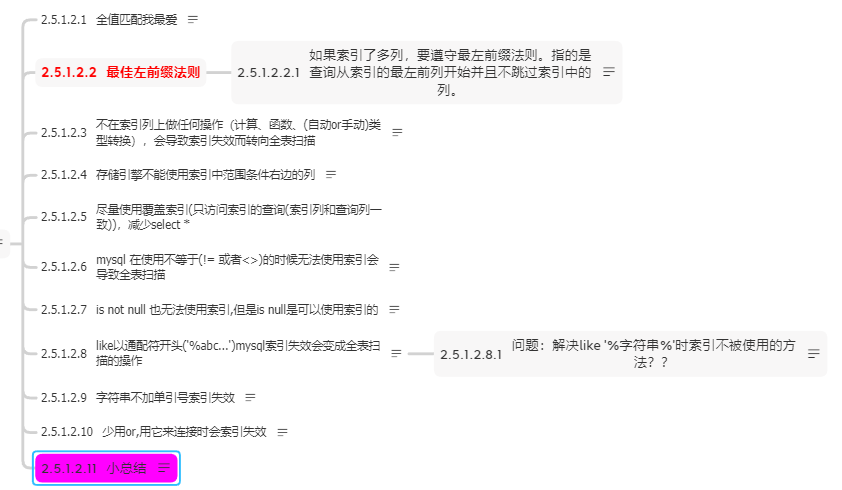 2.5.1.2.1 全值匹配我最爱
2.5.1.2.2 最佳左前缀法则
如果索引了多列，要遵守最左前缀法则。指的是
2.5.1.2.2.1 查询从索引的最左前列开始并且不跳过索引中的
列。
不在索引列上做任何操作（计算、函数、(自动or手动)类
2.5.1.2.3
型转换），会导致索引失效而转向全表扫描
2.5.1.2.4 存储引擎不能使用索引中范围条件右边的列
尽量使用覆盖索引(只访问索引的查询(索引列和查询列一
2.5.1.2.5
致))，减少select *
mysql 在使用不等于(!= 或者<>)的时候无法使用索引会
2.5.1.2.6
导致全表扫描
2.5.1.2.7 is not null 也无法使用索引,但是is null是可以使用索引的
like以通配符开头('%abc...')mysql索引失效会变成全表扫
2.5.1.2.8
描的操作
问题：解决like '%字符串%'时索引不被使用的方
2.5.1.2.8.1
法？？
2.5.1.2.9 字符串不加单引号索引失效
2.5.1.2.10 少用or,用它来连接时会索引失效
2.5.1.2.11 小总结